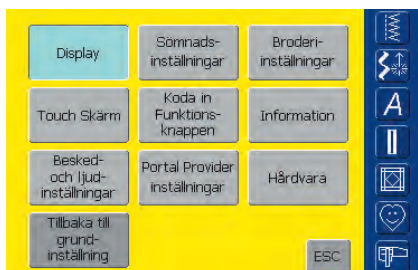 Display
Sömnads-
inställningar
Broderi-
inställningar
Touch Skärm
Koda in
Funktions-
knappen
Information
Besked-
och ljud-
inställningar
Portal Provider
inställningar
Hårdvara
Tillbaka till
grund-
inställning
ESC
A